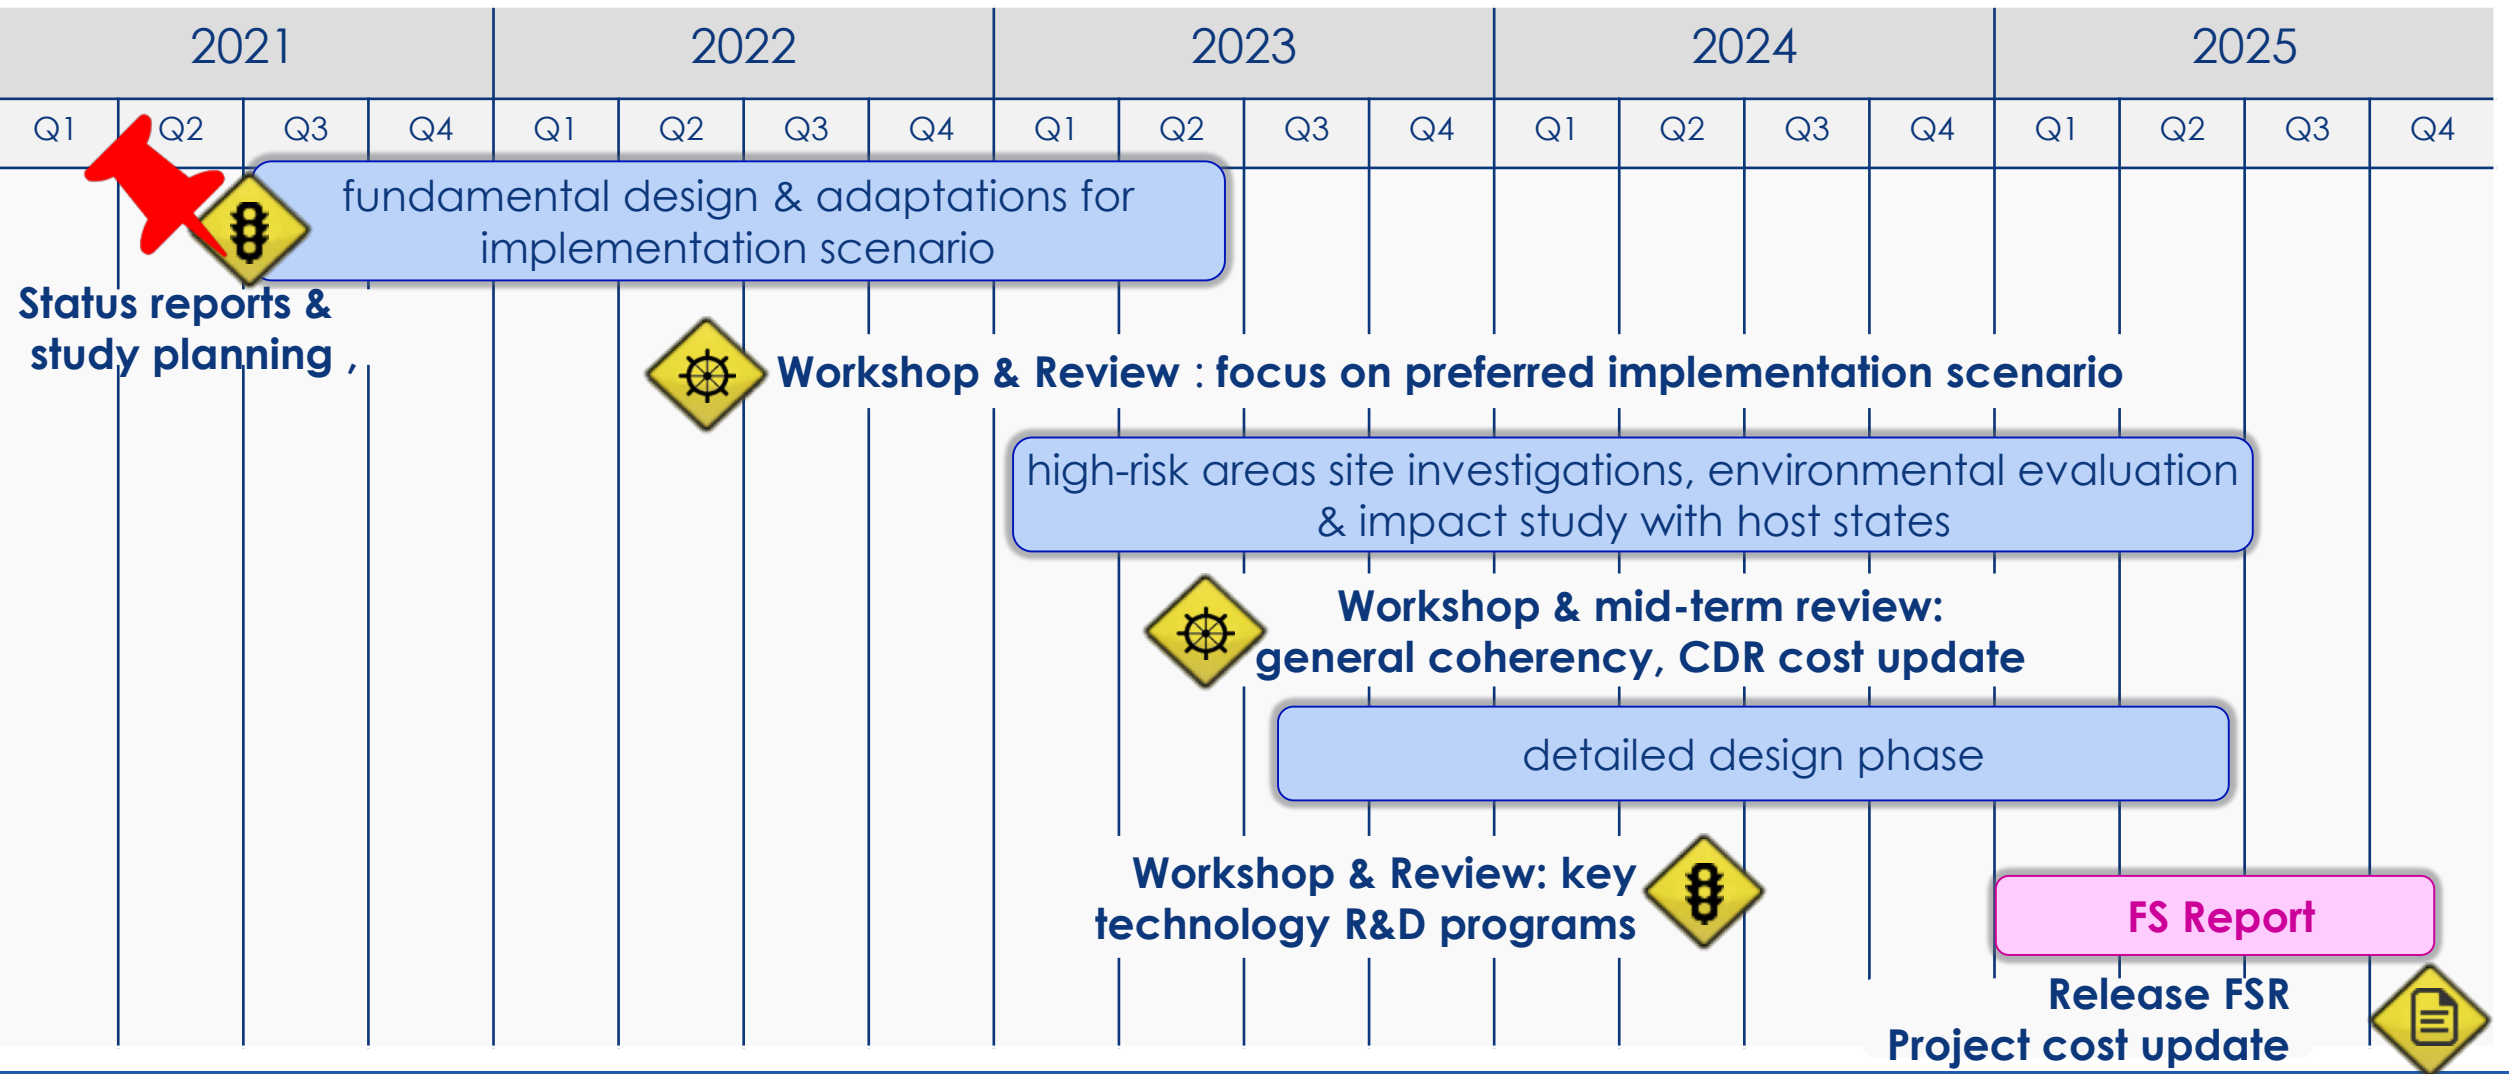 2021 2022 2023 2024 2025
Q1 Q2 Q3 Q4 Q1 Q2 Q3 Q4 Q1 Q2 Q3 Q4 Q1 Q2 Q3 Q4 Q1 Q2 Q3 Q4
fundamental design & adaptations for
implementation scenario
Status reports &
study planning ,
Workshop & Review : focus on preferred implementation scenario
high-risk areas site investigations, environmental evaluation
& impact study with host states
Workshop & mid-term review:
general coherency, CDR cost update
detailed design phase
Workshop & Review: key
technology R&D programs
FS Report
Release FSR
Project cost update